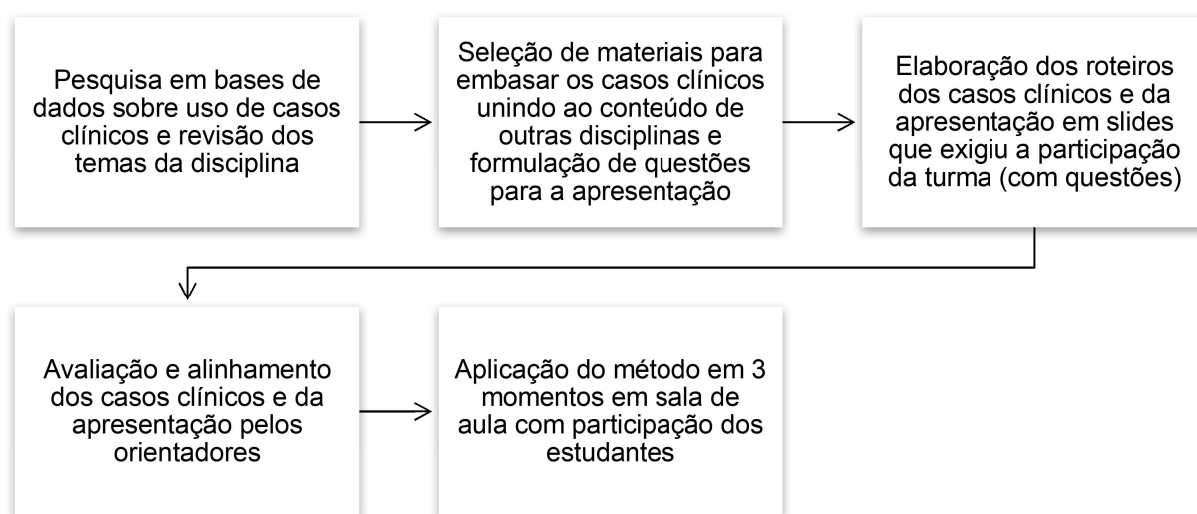 Pesquisa em bases de
dados sobre uso de casos
clínicos e revisão dos
temas da disciplina
Seleção de materiais para
embasar os casos clínicos
unindo ao conteúdo de
outras disciplinas e
formulação de questões
para a apresentação
Elaboração dos roteiros
dos casos clínicos e da
apresentação em slides
que exigiu a participação
da turma (com questões)
Avaliação e alinhamento
dos casos clínicos e da
apresentação pelos
orientadores
Aplicação do método em 3
momentos em sala de
aula com participação dos
estudantes